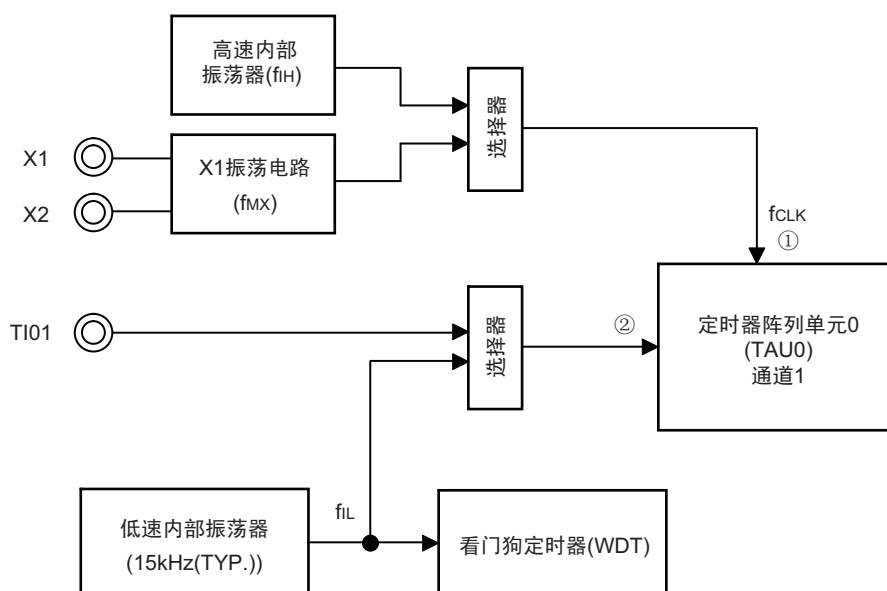 高速内部
振荡器(fIH)
选择器
X1
X1振荡电路
(fMX)
X2
fCLK
①
TI01
选择器
②
定时器阵列单元0
(TAU0)
通道1
低速内部振荡器
(15kHz(TYP.))
fIL
看门狗定时器(WDT)